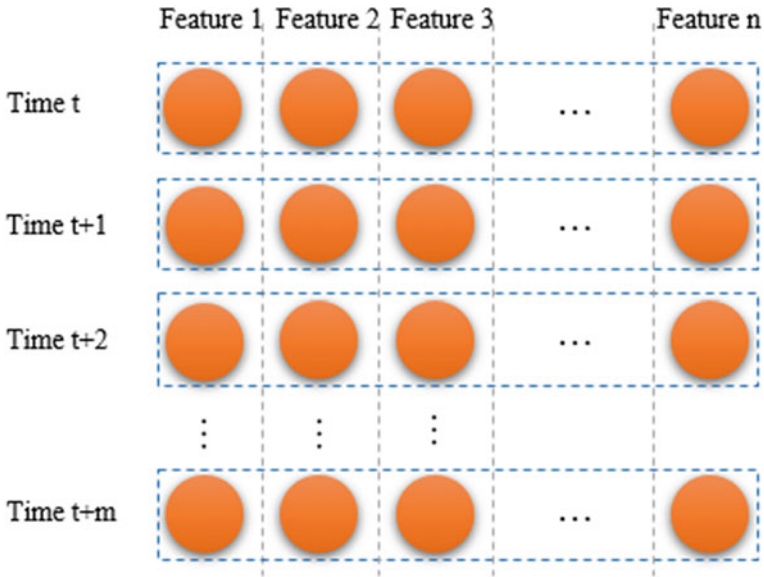 Feature 1 Feature 2 Feature 3 Feature n
Time t ...
Time t+1 ...
Time t+2 ...
⋮ ⋮ ⋮
Time t+m ...